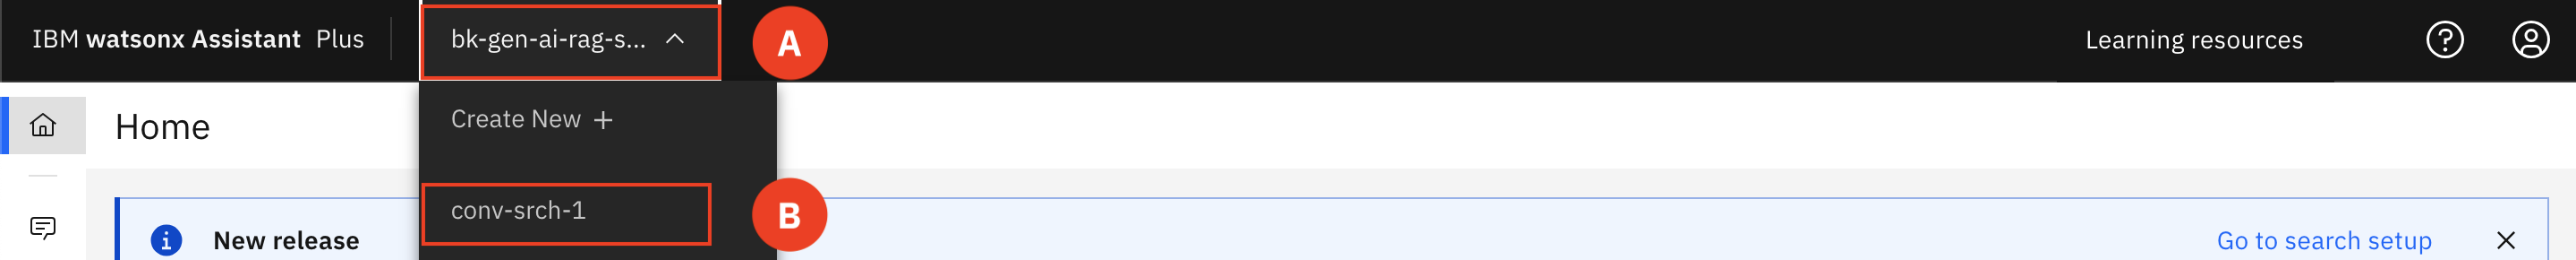 IBM watsonx Assistant Plus
bk-gen-ai-rag-s...
A
Learning resources
Home
Create New +
conv-srch-1
B
New release
Go to search setup